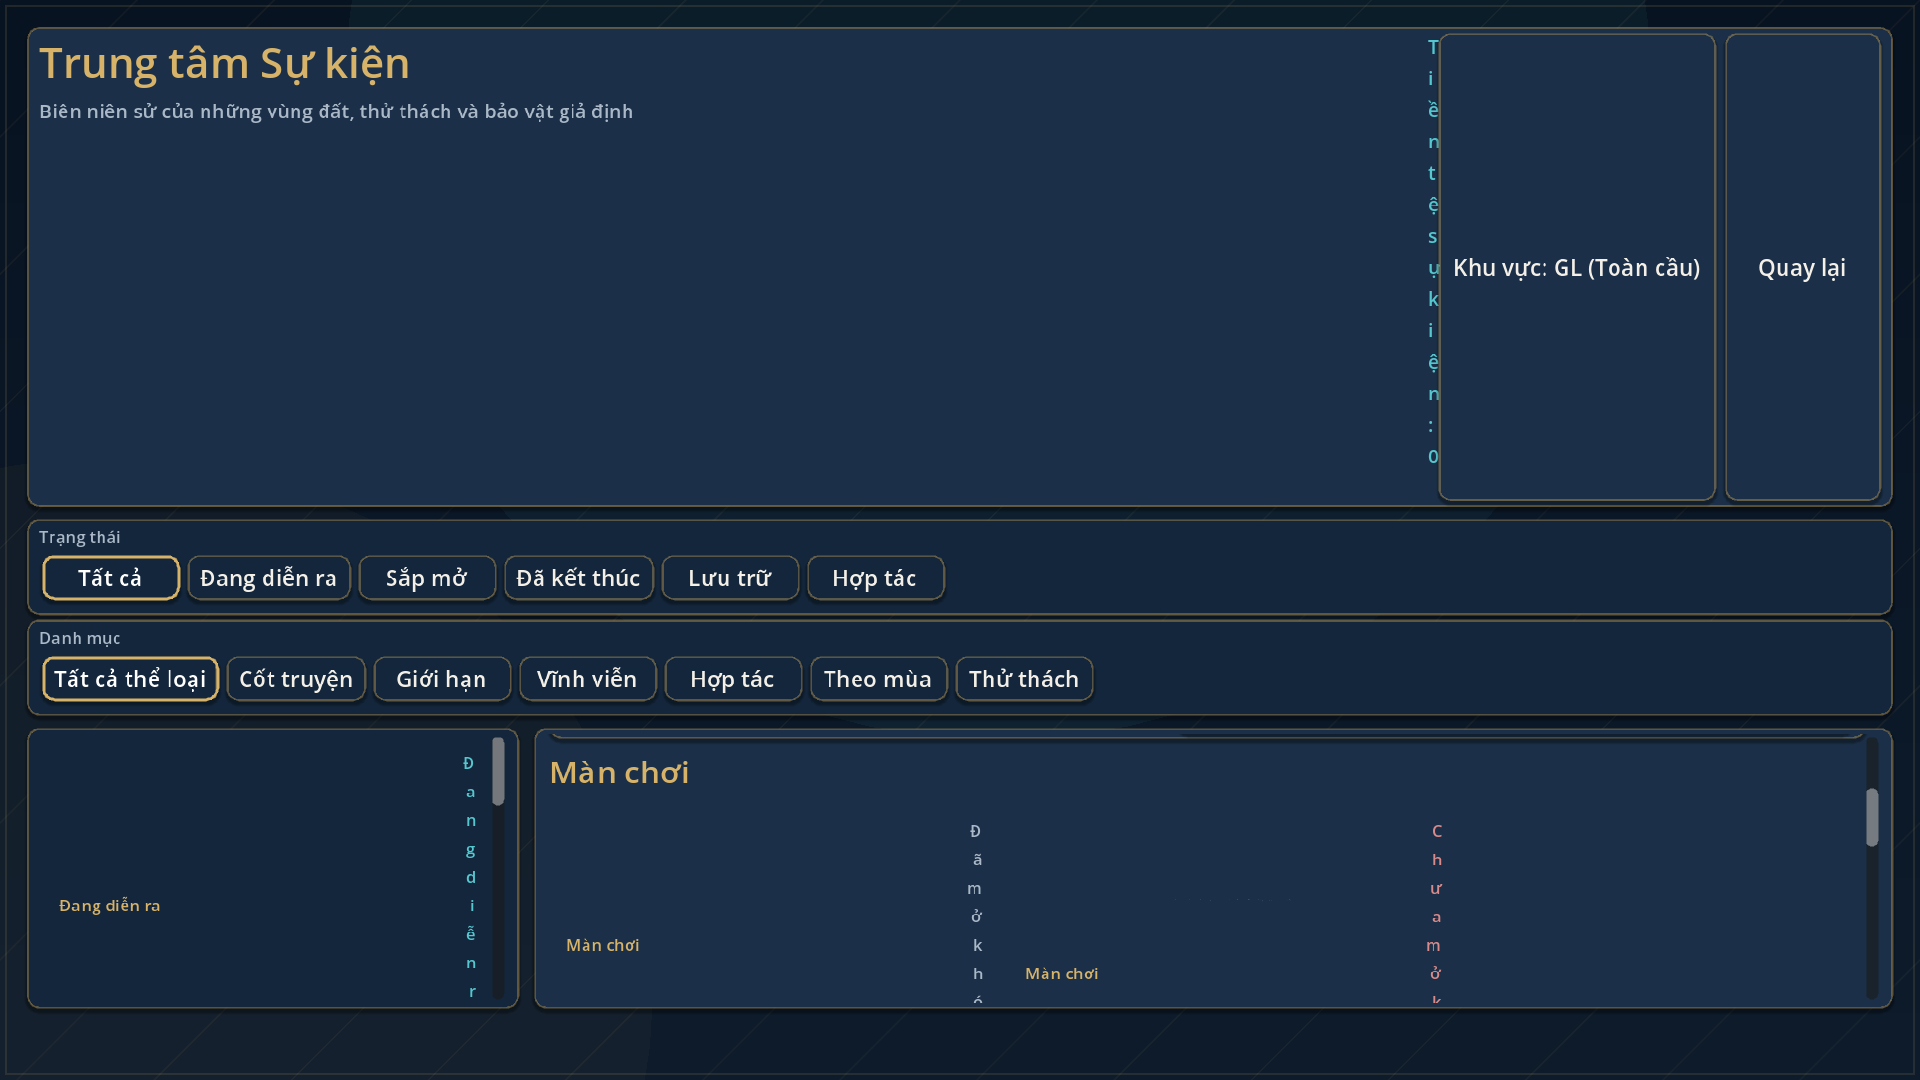 Trung tâm Sự kiện
Biên niên sử của những vùng đất, thử thách và bảo vật giả định
Tiền tệ sự kiện: 0
Khu vực: GL (Toàn cầu)
Quay lại
Trạng thái
Tất cả
Đang diễn ra
Sắp mở
Đã kết thúc
Lưu trữ
Hợp tác
Danh mục
Tất cả thể loại
Cốt truyện
Giới hạn
Vĩnh viễn
Hợp tác
Theo mùa
Thử thách
Đang diễn ra
Đang diễn r
Màn chơi
Màn chơi
Đã mở kh
Màn chơi
Chưa mở k